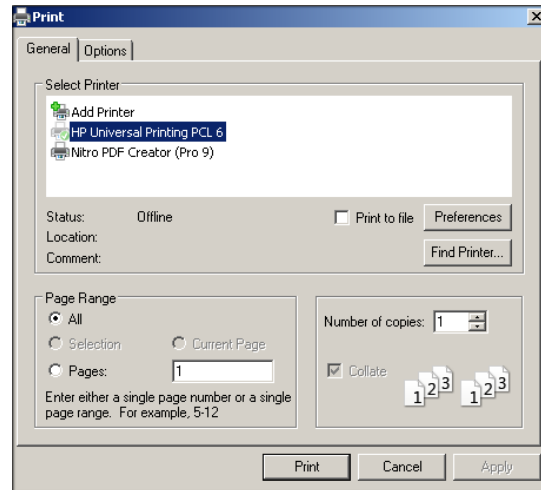 Print
General Options
Select Printer
Add Printer
HP Universal Printing PCL 6
Nitro PDF Creator (Pro 9)
Status: Offline Print to file Preferences
Location:
Comment: Find Printer...
Page Range
All
Selection Current Page
Pages: 1
Enter either a single page number or a single
page range. For example, 5-12
Number of copies: 1
Collate
1 2 3 1 2 3
Print Cancel Apply